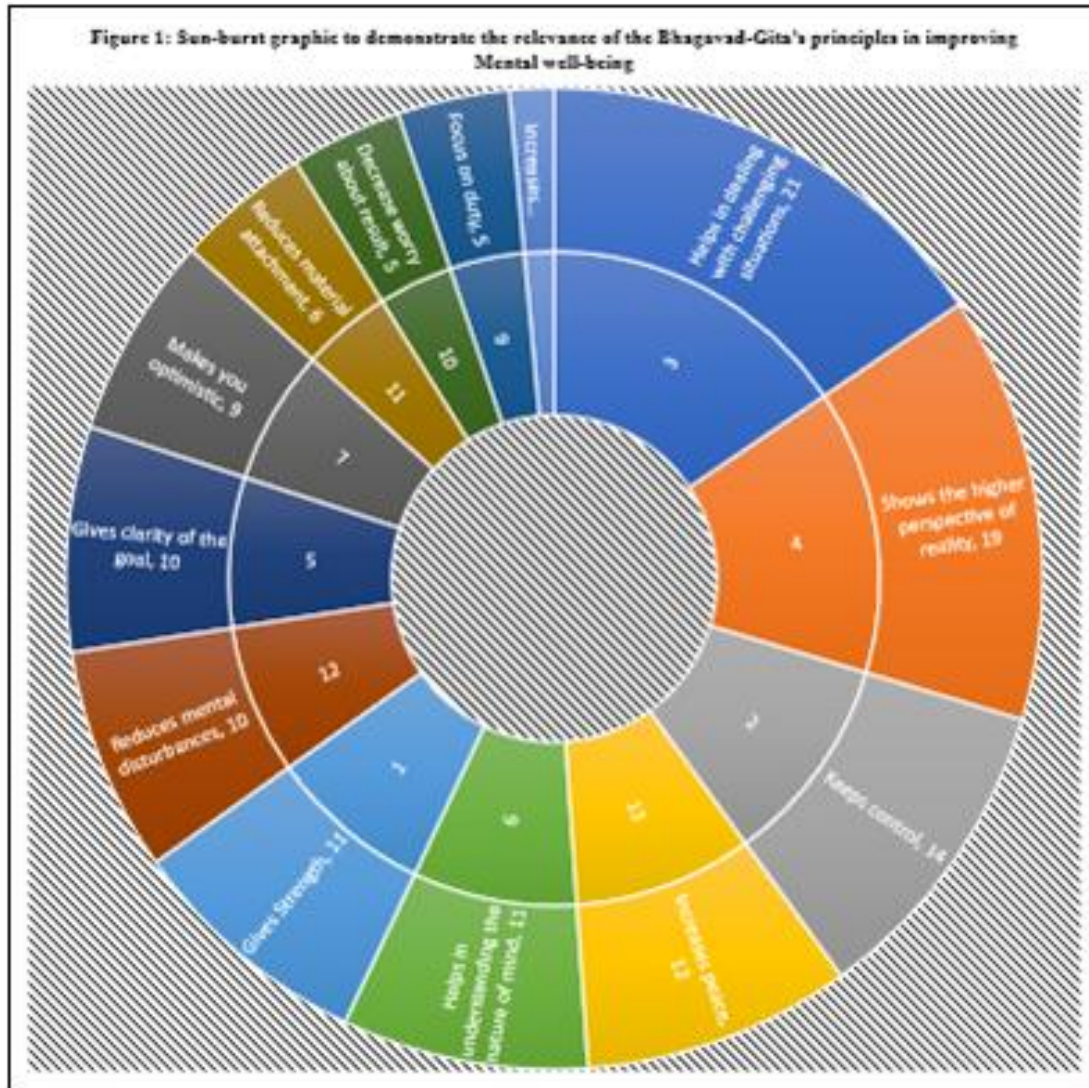 Figure 1: Sun-burst graphic to demonstrate the relevance of the Bhagavad-Gita's principles in improving
Mental well-being
Helps in dealing
with challenging
situations, 21
3
Shows the higher
perspective of
reality, 19
4
Keeps control, 14
2
Increases peace,
12
13
Helps in
understanding the
nature of mind, 11
6
Gives Strength, 11
1
Reduces mental
disturbances, 10
12
Gives clarity of the
goal, 10
5
Makes you
optimistic, 9
7
Reduces material
attachment, 6
11
Decrease worry
about result, 5
10
Focus on duty, 5
9
Increases...